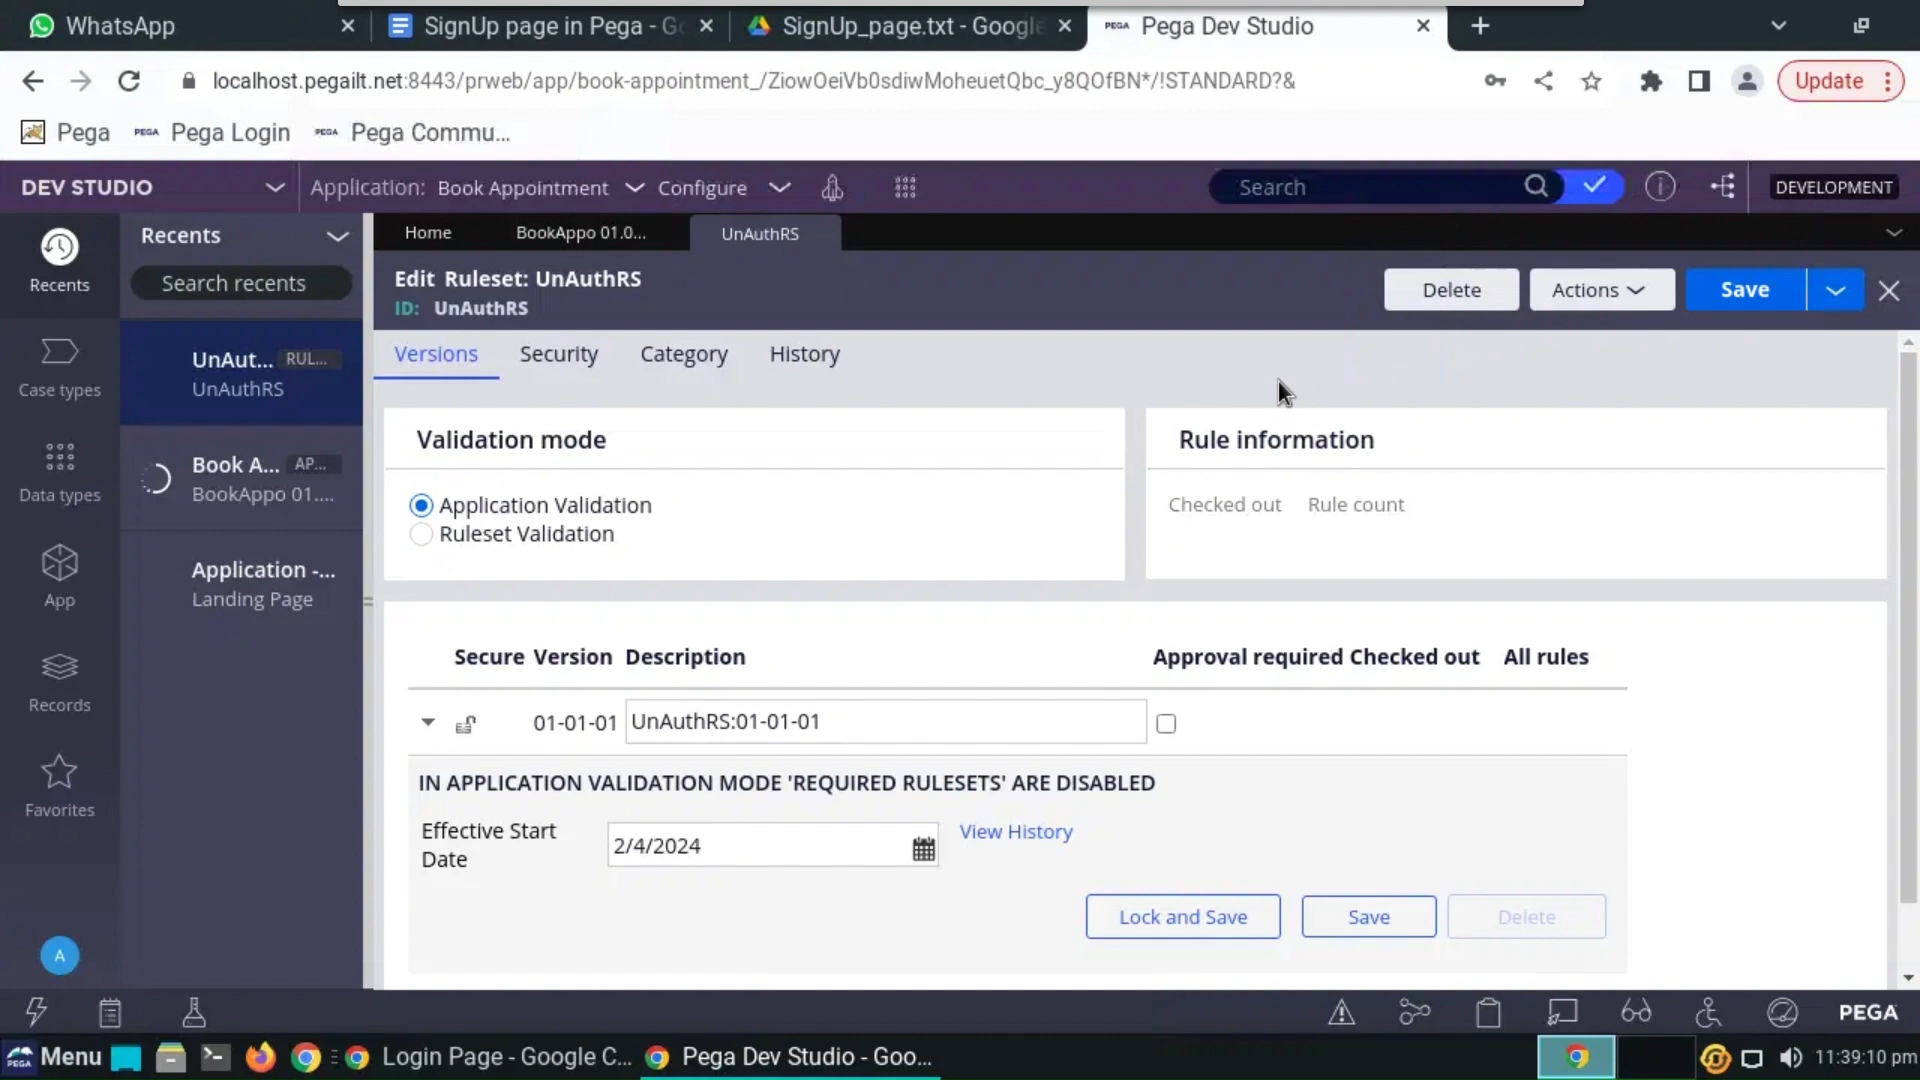 WhatsApp
SignUp page in Pega - Go
SignUp_page.txt - Google
PEGA Pega Dev Studio
localhost.pegailt.net:8443/prweb/app/book-appointment_/ZiowOeiVb0sdiwMoheuetQbc_y8QOfBN*/!STANDARD?&
Update
Pega
PEGA Pega Login
PEGA Pega Commu...
DEV STUDIO
Application: Book Appointment
Configure
Search
DEVELOPMENT
Recents
Case types
Data types
App
Records
Favorites
A
Recents
Search recents
UnAut... RUL...
UnAuthRS
Book A... AP...
BookAppo 01....
Application -...
Landing Page
Home
BookAppo 01.0...
UnAuthRS
Edit Ruleset: UnAuthRS
ID: UnAuthRS
Delete
Actions
Save
Versions
Security
Category
History
Validation mode
Application Validation
Ruleset Validation
Rule information
Checked out Rule count
Secure Version Description Approval required Checked out All rules
01-01-01 UnAuthRS:01-01-01
IN APPLICATION VALIDATION MODE 'REQUIRED RULESETS' ARE DISABLED
Effective Start
Date
2/4/2024
View History
Lock and Save
Save
Delete
PEGA
PEGA Menu
Login Page - Google C...
Pega Dev Studio - Goo...
11:39:10 pm